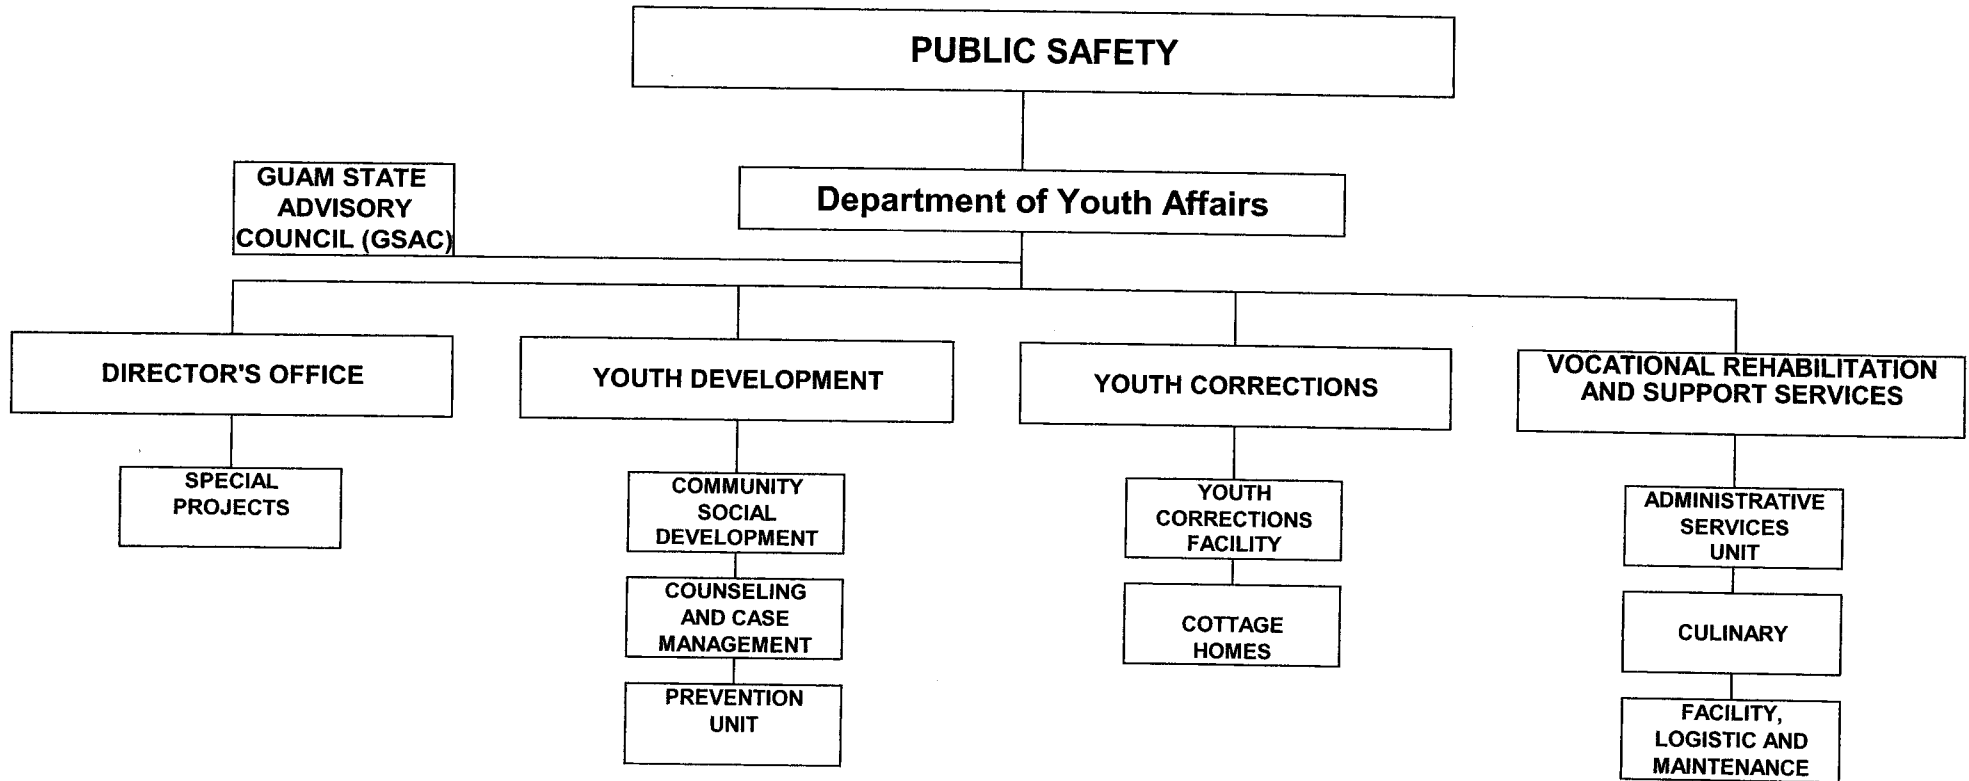 PUBLIC SAFETY
GUAM STATE
ADVISORY
COUNCIL (GSAC)
Department of Youth Affairs
DIRECTOR'S OFFICE
YOUTH DEVELOPMENT
YOUTH CORRECTIONS
VOCATIONAL REHABILITATION
AND SUPPORT SERVICES
SPECIAL
PROJECTS
COMMUNITY
SOCIAL
DEVELOPMENT
YOUTH
CORRECTIONS
FACILITY
ADMINISTRATIVE
SERVICES
UNIT
COUNSELING
AND CASE
MANAGEMENT
COTTAGE
HOMES
CULINARY
PREVENTION
UNIT
FACILITY,
LOGISTIC AND
MAINTENANCE